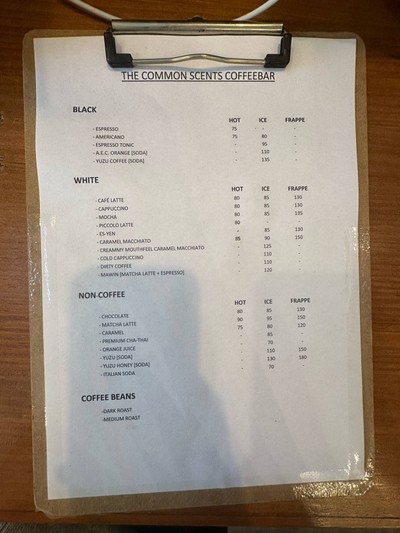 THE COMMON SCENTS COFFEEBAR
BLACK
HOT ICE FRAPPE
- ESPRESSO 75 - -
- AMERICANO 75 80 -
- ESPRESSO TONIC - 95 -
- A.E.C. ORANGE [SODA] - 110 -
- YUZU COFFEE [SODA] - 135 -
WHITE
HOT ICE FRAPPE
- CAFÉ LATTE 80 85 130
- CAPPUCCINO 80 85 130
- MOCHA 80 85 135
- PICCOLO LATTE 80 - -
- ES-YEN - 85 130
- CARAMEL MACCHIATO 85 90 150
- CREAMMY MOUTHFEEL CARAMEL MACCHIATO - 125 -
- COLD CAPPUCCINO - 110 -
- DIRTY COFFEE - 110 -
- MAWIN [MATCHA LATTE + ESPRESSO] - 120 -
NON-COFFEE
HOT ICE FRAPPE
- CHOCOLATE 80 85 130
- MATCHA LATTE 90 95 150
- CARAMEL 75 80 120
- PREMIUM CHA-THAI - 85 -
- ORANGE JUICE - 70 -
- YUZU [SODA] - 110 150
- YUZU HONEY [SODA] - 130 180
- ITALIAN SODA - 70 -
COFFEE BEANS
-DARK ROAST
-MEDIUM ROAST